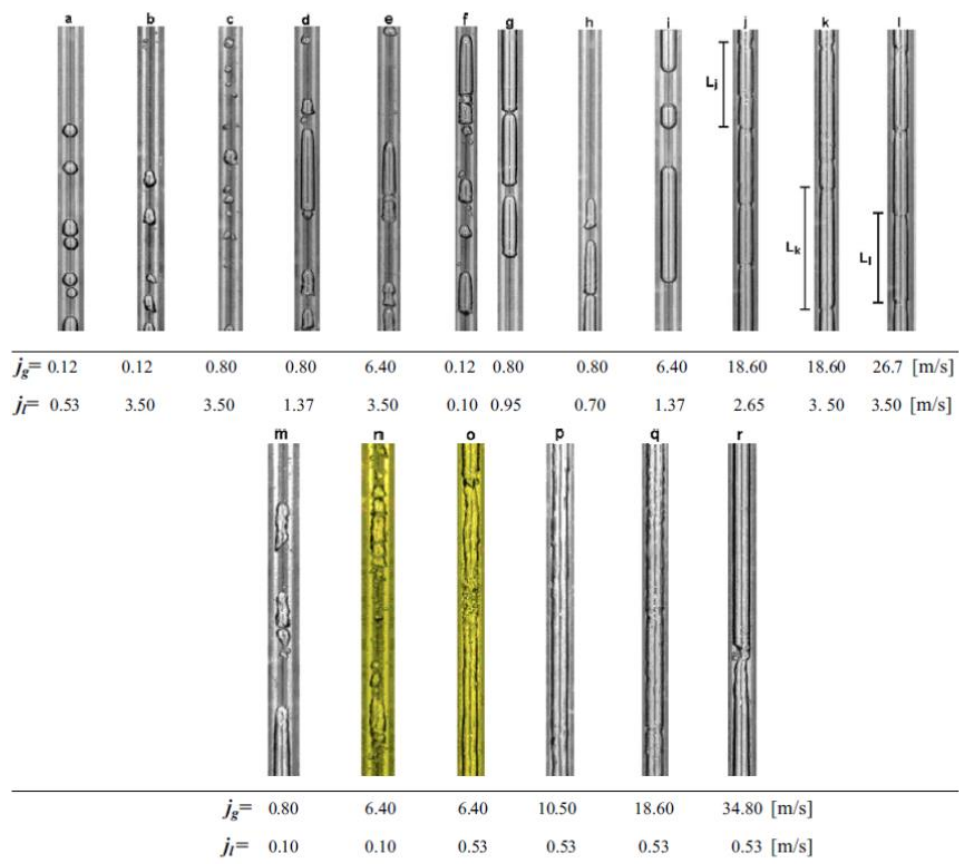 a b c d e f g h i j k l
Lj
Lk
Ll
jg= 0.12 0.12 0.80 0.80 6.40 0.12 0.80 0.80 6.40 18.60 18.60 26.7 [m/s]
jl= 0.53 3.50 3.50 1.37 3.50 0.10 0.95 0.70 1.37 2.65 3. 50 3.50 [m/s]
m n o p q r
jg= 0.80 6.40 6.40 10.50 18.60 34.80 [m/s]
jl= 0.10 0.10 0.53 0.53 0.53 0.53 [m/s]